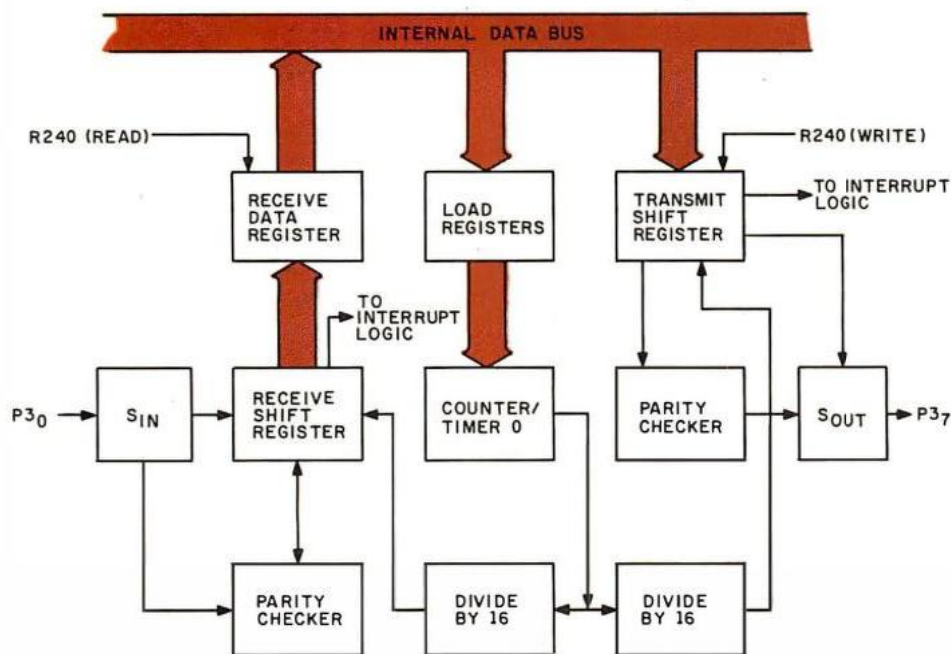 INTERNAL DATA BUS
R240 (READ)
R240 (WRITE)
RECEIVE
DATA
REGISTER
LOAD
REGISTERS
TRANSMIT
SHIFT
REGISTER
TO INTERRUPT
LOGIC
TO
INTERRUPT
LOGIC
P30
SIN
RECEIVE
SHIFT
REGISTER
COUNTER/
TIMER 0
PARITY
CHECKER
SOUT
P37
PARITY
CHECKER
DIVIDE
BY 16
DIVIDE
BY 16